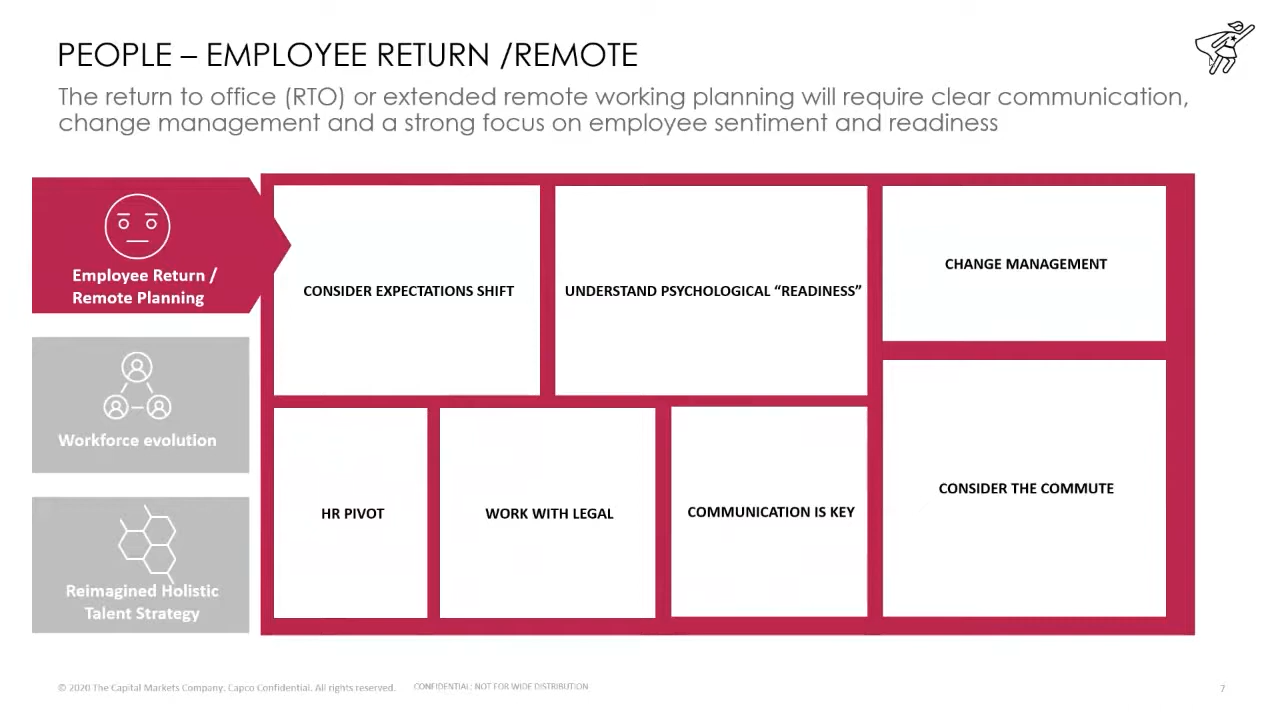 PEOPLE – EMPLOYEE RETURN /REMOTE
The return to office (RTO) or extended remote working planning will require clear communication,
change management and a strong focus on employee sentiment and readiness
Employee Return /
Remote Planning
Workforce evolution
Reimagined Holistic
Talent Strategy
CONSIDER EXPECTATIONS SHIFT
UNDERSTAND PSYCHOLOGICAL “READINESS”
CHANGE MANAGEMENT
HR PIVOT
WORK WITH LEGAL
COMMUNICATION IS KEY
CONSIDER THE COMMUTE
© 2020 The Capital Markets Company. Capco Confidential. All rights reserved.
CONFIDENTIAL: NOT FOR WIDE DISTRIBUTION
7